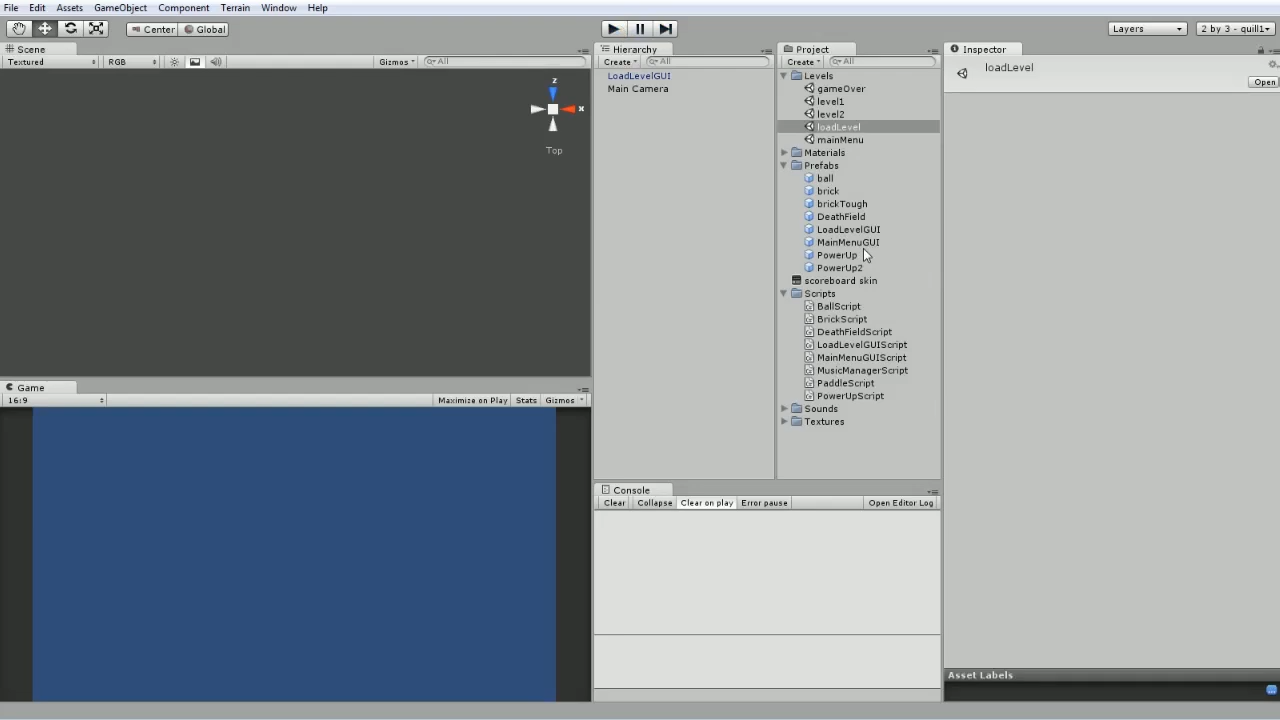 File Edit Assets GameObject Component Terrain Window Help
Center Global Layers 2 by 3 - quill1
Scene Hierarchy Project Inspector
Textured RGB Gizmos All Create All Create All
LoadLevelGUI
Main Camera
Levels
gameOver
level1
level2
loadLevel
mainMenu
Materials
Prefabs
ball
brick
brickTough
DeathField
LoadLevelGUI
MainMenuGUI
PowerUp
PowerUp2
scoreboard skin
Scripts
BallScript
BrickScript
DeathFieldScript
LoadLevelGUIScript
MainMenuGUIScript
MusicManagerScript
PaddleScript
PowerUpScript
Sounds
Textures
loadLevel
Open
z
x
Top
Game
16:9 Maximize on Play Stats Gizmos
Console
Clear Collapse Clear on play Error pause Open Editor Log
Asset Labels